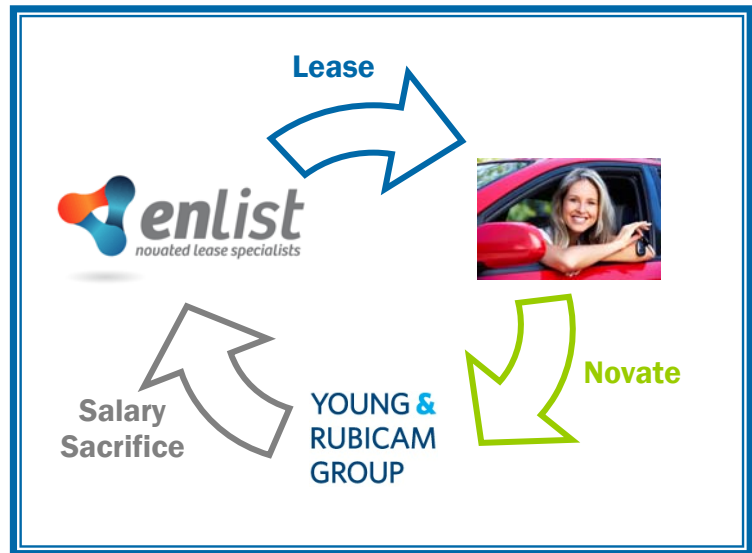 Lease
enlist
novated lease specialists
Novate
Salary
Sacrifice
YOUNG &
RUBICAM
GROUP